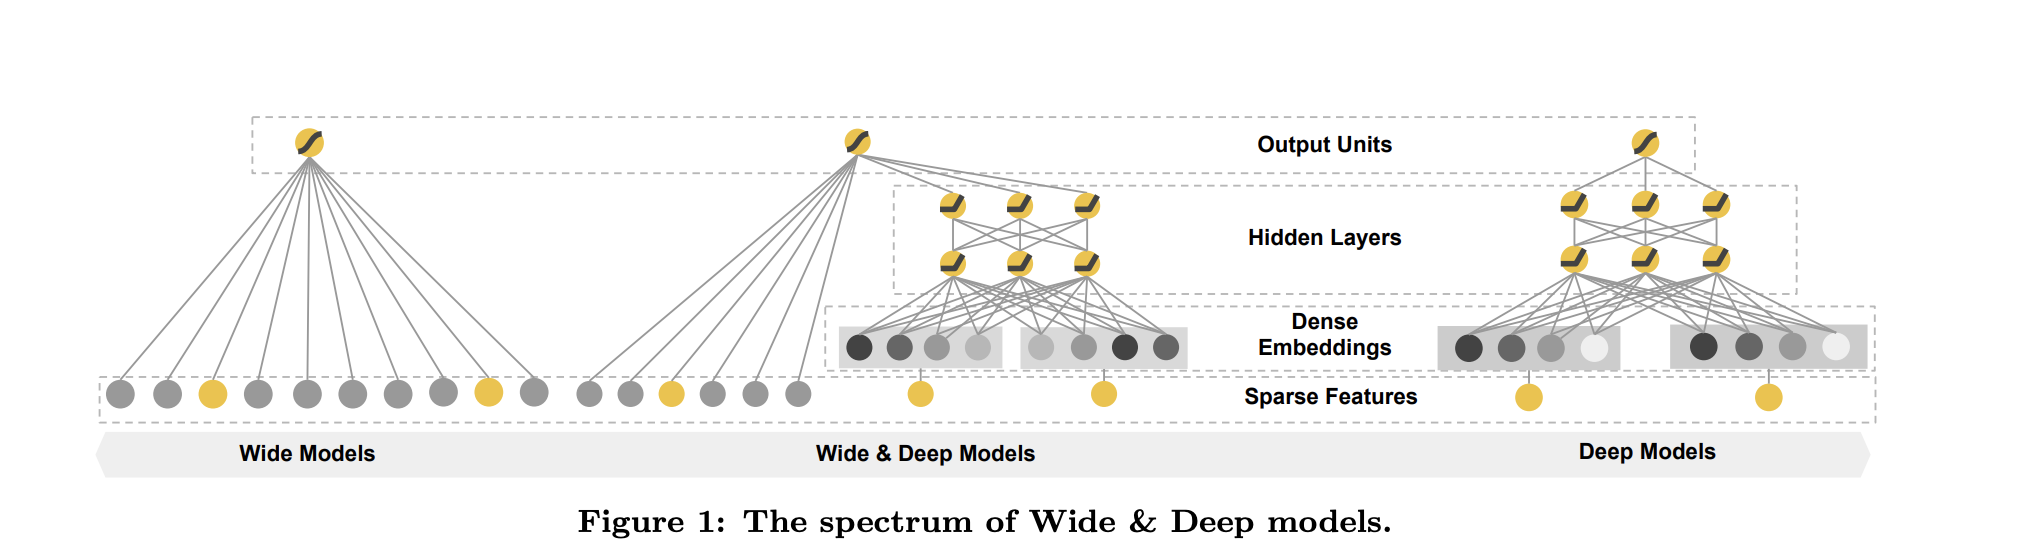 Output Units
Hidden Layers
Dense
Embeddings
Sparse Features
Wide Models
Wide & Deep Models
Deep Models
Figure 1: The spectrum of Wide & Deep models.